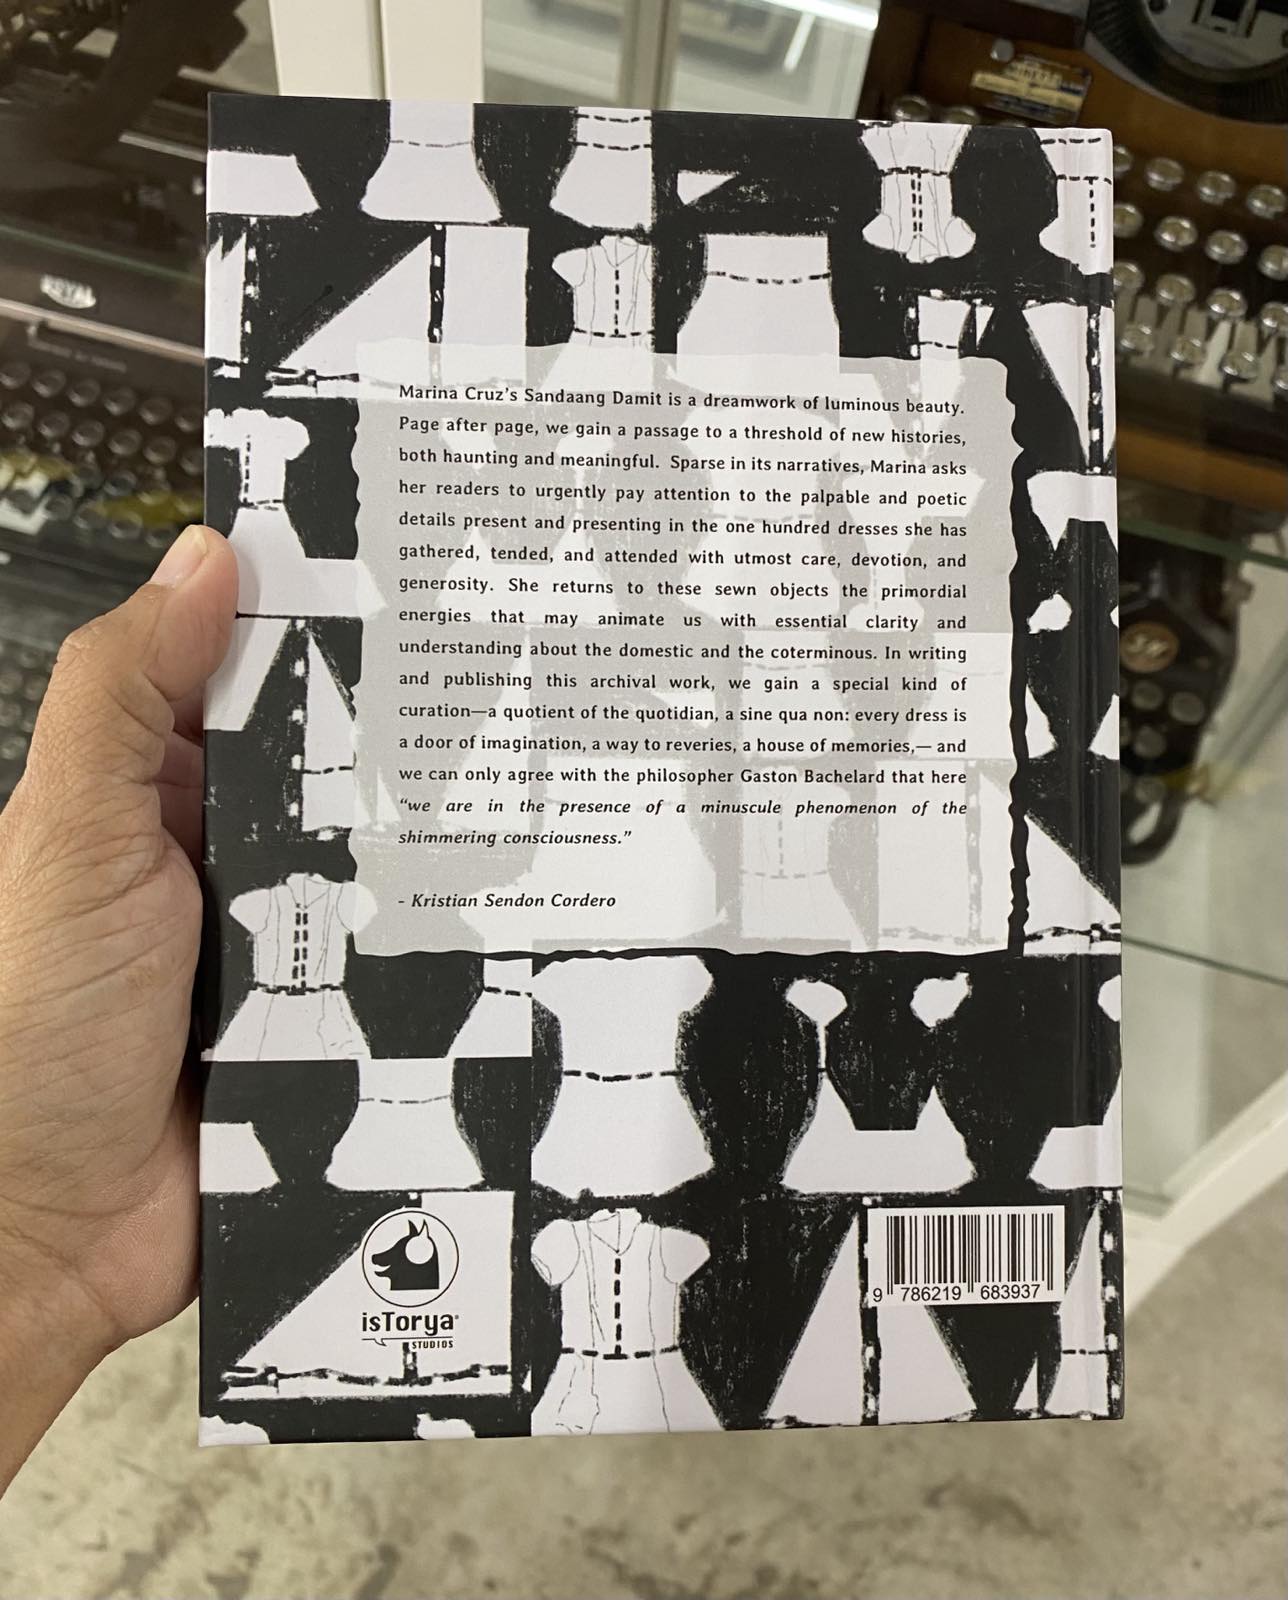 ROYAL
Marina Cruz's Sandaang Damit is a dreamwork of luminous beauty.
Page after page, we gain a passage to a threshold of new histories,
both haunting and meaningful. Sparse in its narratives, Marina asks
her readers to urgently pay attention to the palpable and poetic
details present and presenting in the one hundred dresses she has
gathered, tended, and attended with utmost care, devotion, and
generosity. She returns to these sewn objects the primordial
energies that may animate us with essential clarity and
understanding about the domestic and the coterminous. In writing
and publishing this archival work, we gain a special kind of
curation—a quotient of the quotidian, a sine qua non: every dress is
a door of imagination, a way to reveries, a house of memories,— and
we can only agree with the philosopher Gaston Bachelard that here
“we are in the presence of a minuscule phenomenon of the
shimmering consciousness.”
- Kristian Sendon Cordero
isTorya
STUDIOS
9 786219 683937